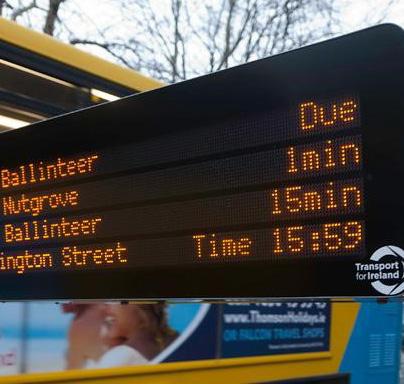 Ballinteer Due
Nutgrove 1min
Ballinteer 15min
ington Street Time 15:59
Transport
for Ireland
www.ThomsonHolidays.ie
OR FALCON TRAVEL SHOPS